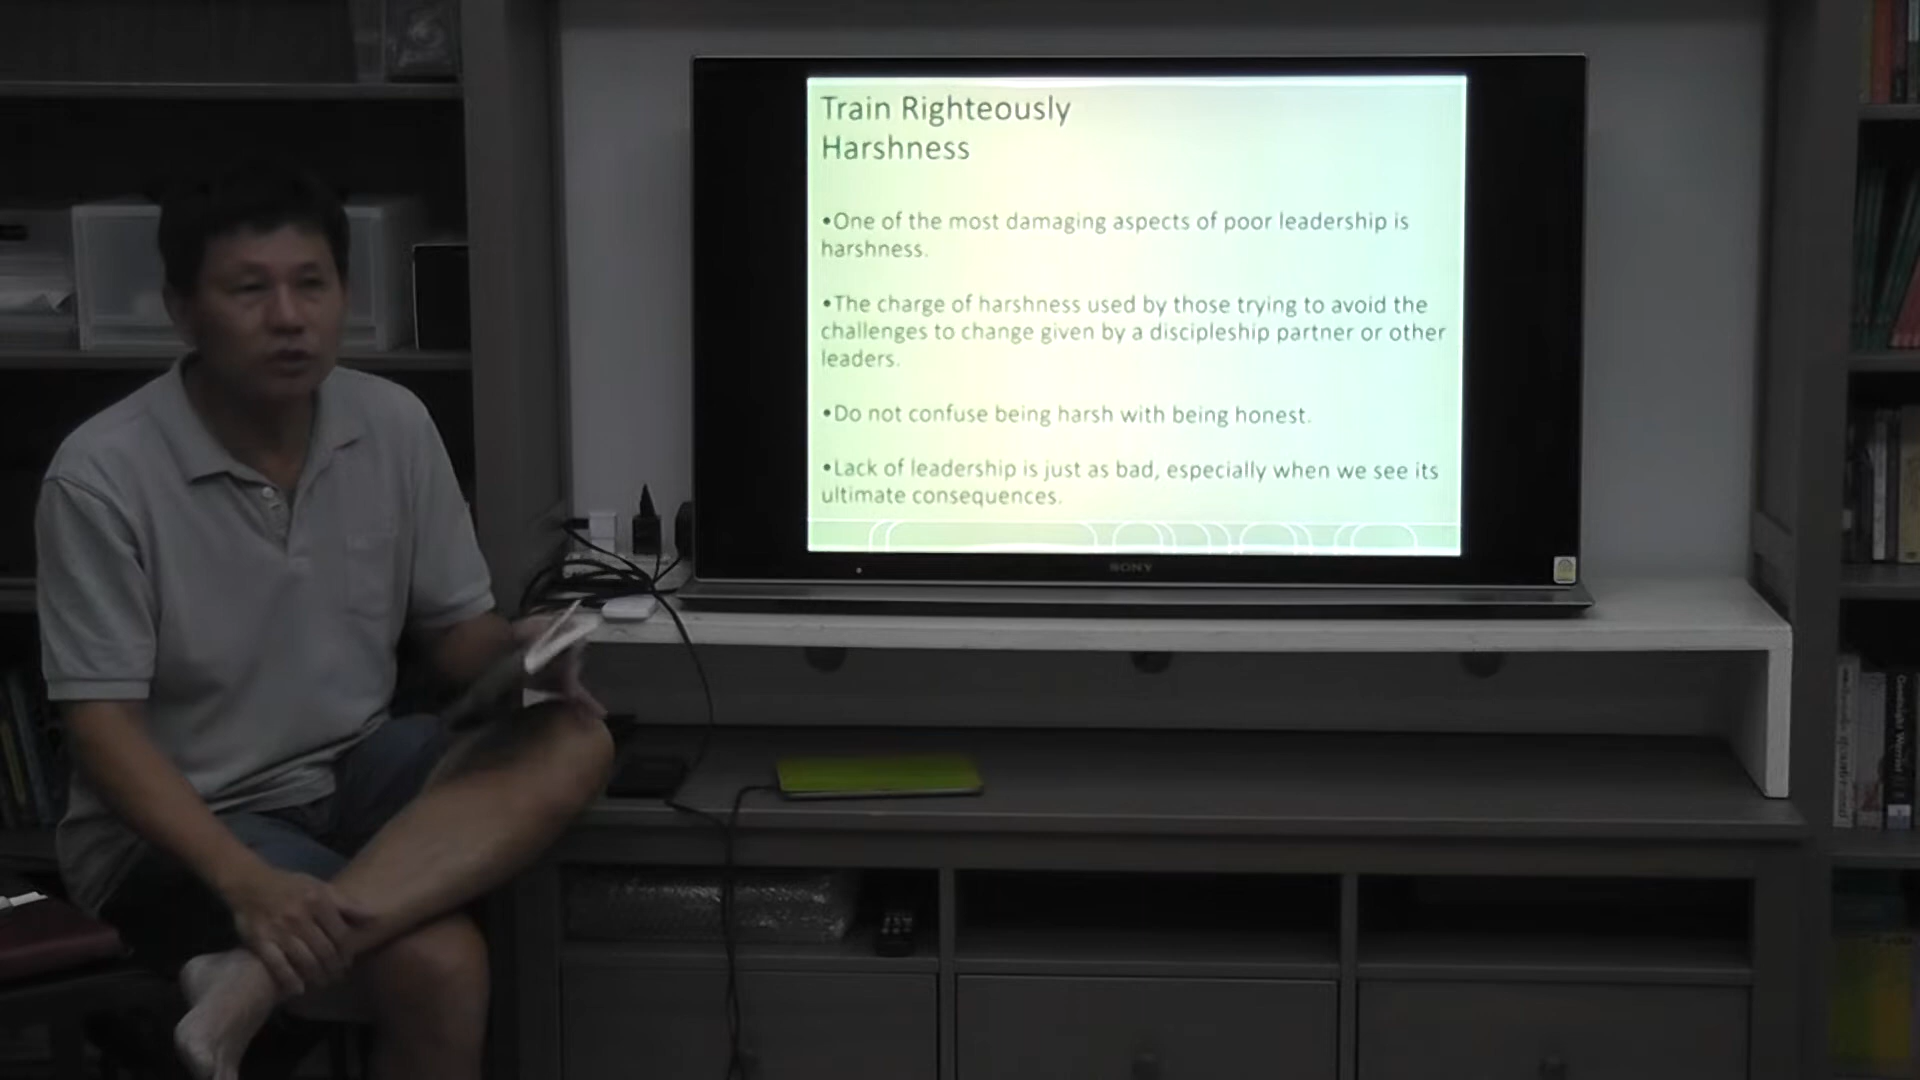 Train Righteously
Harshness
•One of the most damaging aspects of poor leadership is
harshness.
•The charge of harshness used by those trying to avoid the
challenges to change given by a discipleship partner or other
leaders.
•Do not confuse being harsh with being honest.
•Lack of leadership is just as bad, especially when we see its
ultimate consequences.
SONY